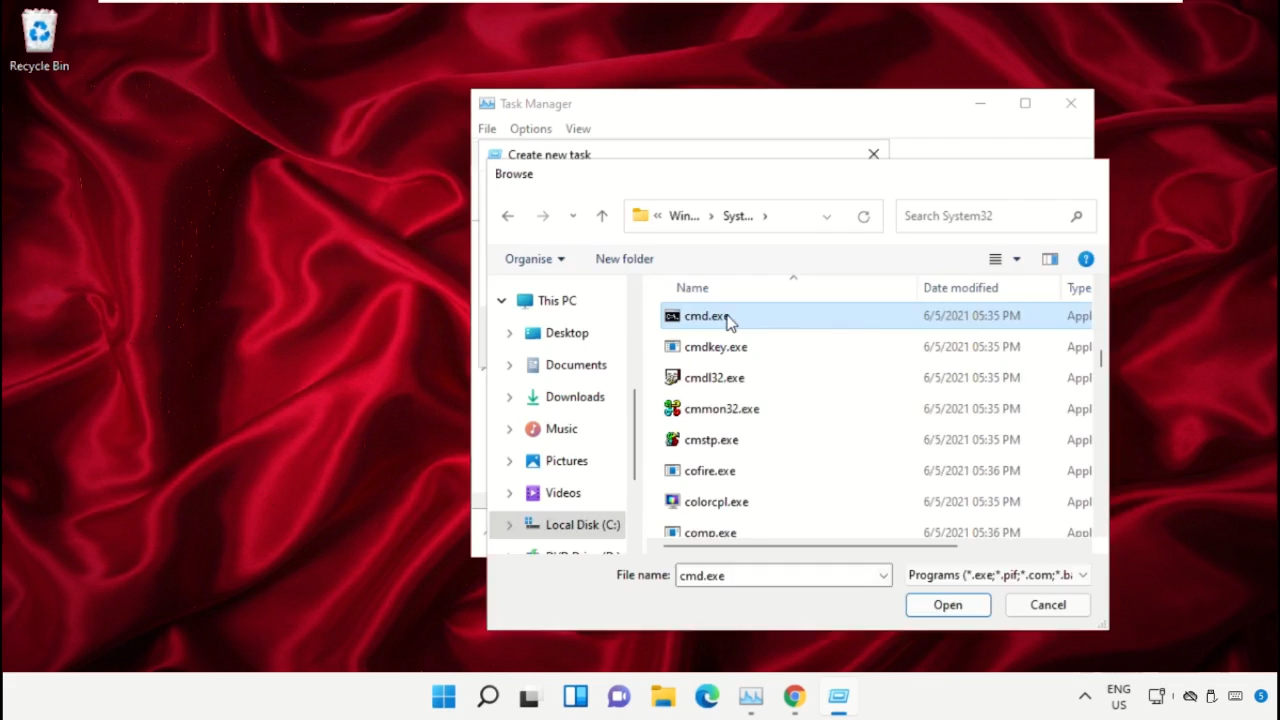 Recycle Bin
Task Manager
File Options View
Create new task
Browse
« Win... › Syst... ›
Search System32
Organise New folder
Name Date modified Type
This PC
Desktop
Documents
Downloads
Music
Pictures
Videos
Local Disk (C:)
cmd.exe 6/5/2021 05:35 PM Appl
cmdkey.exe 6/5/2021 05:35 PM Appl
cmdl32.exe 6/5/2021 05:35 PM Appl
cmmon32.exe 6/5/2021 05:35 PM Appl
cmstp.exe 6/5/2021 05:35 PM Appl
cofire.exe 6/5/2021 05:36 PM Appl
colorcpl.exe 6/5/2021 05:35 PM Appl
comp.exe 6/5/2021 05:36 PM Appl
File name: cmd.exe Programs (*.exe;*.pif;*.com;*.ba
Open Cancel
ENG
US
5